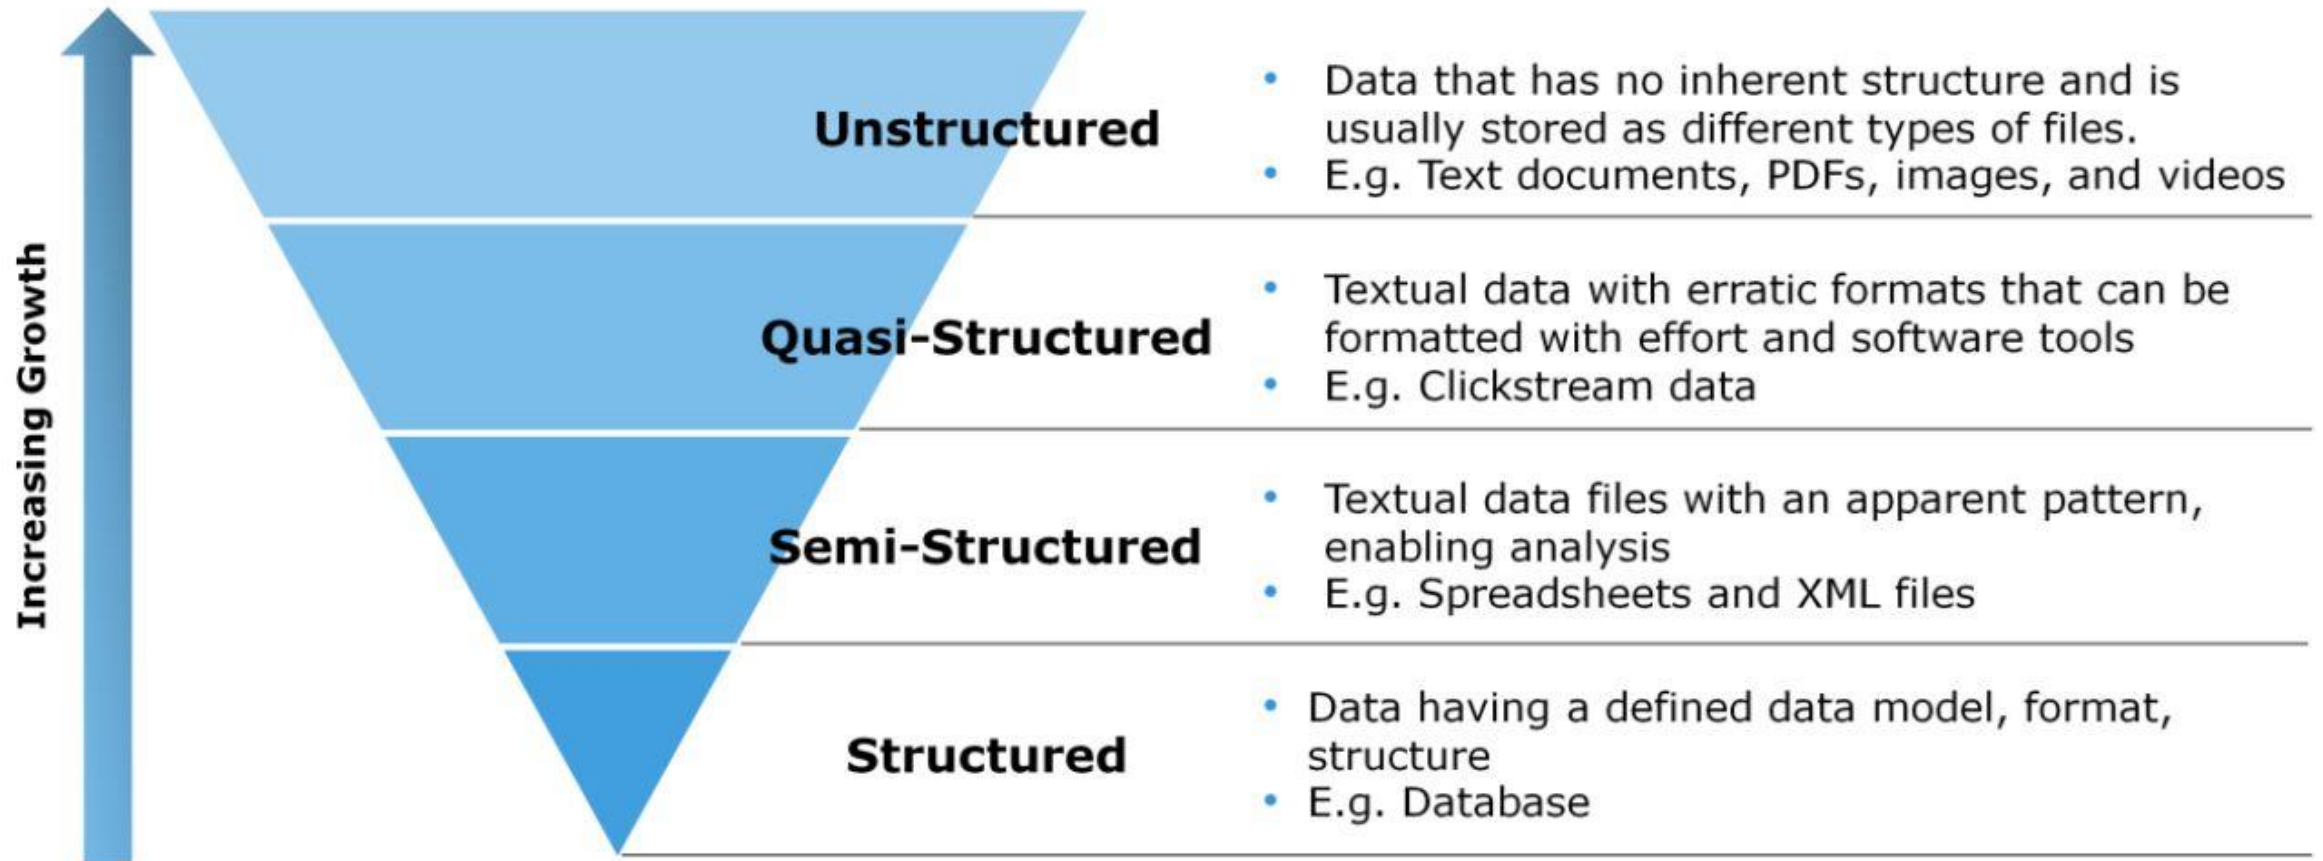 Increasing Growth
Unstructured
• Data that has no inherent structure and is
usually stored as different types of files.
• E.g. Text documents, PDFs, images, and videos
Quasi-Structured
• Textual data with erratic formats that can be
formatted with effort and software tools
• E.g. Clickstream data
Semi-Structured
• Textual data files with an apparent pattern,
enabling analysis
• E.g. Spreadsheets and XML files
Structured
• Data having a defined data model, format,
structure
• E.g. Database